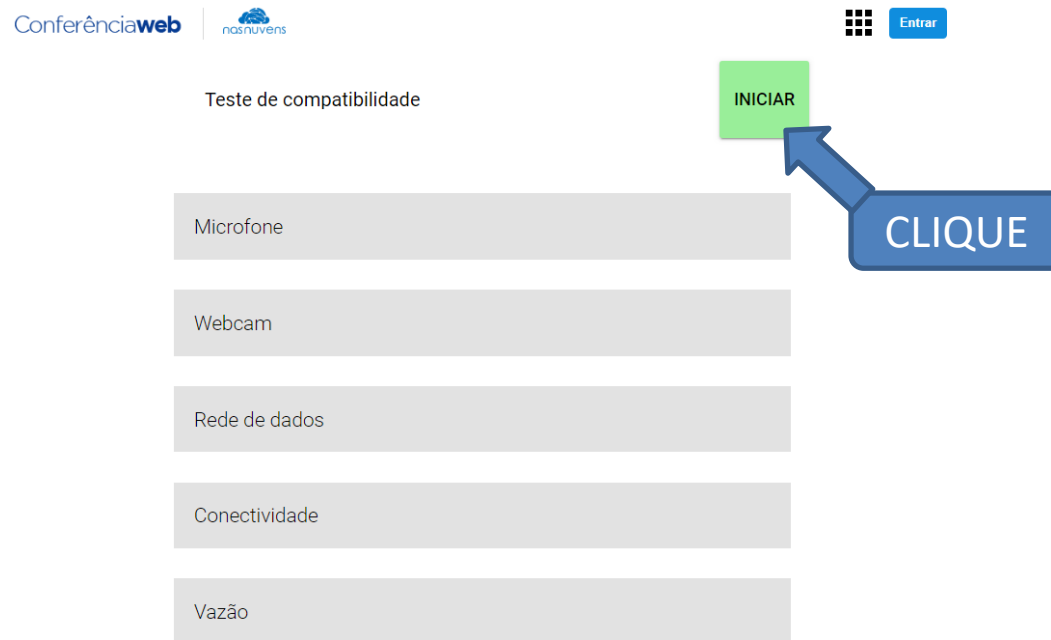 Conferênciaweb
nasnuvens
Entrar
Teste de compatibilidade
INICIAR
CLIQUE
Microfone
Webcam
Rede de dados
Conectividade
Vazão